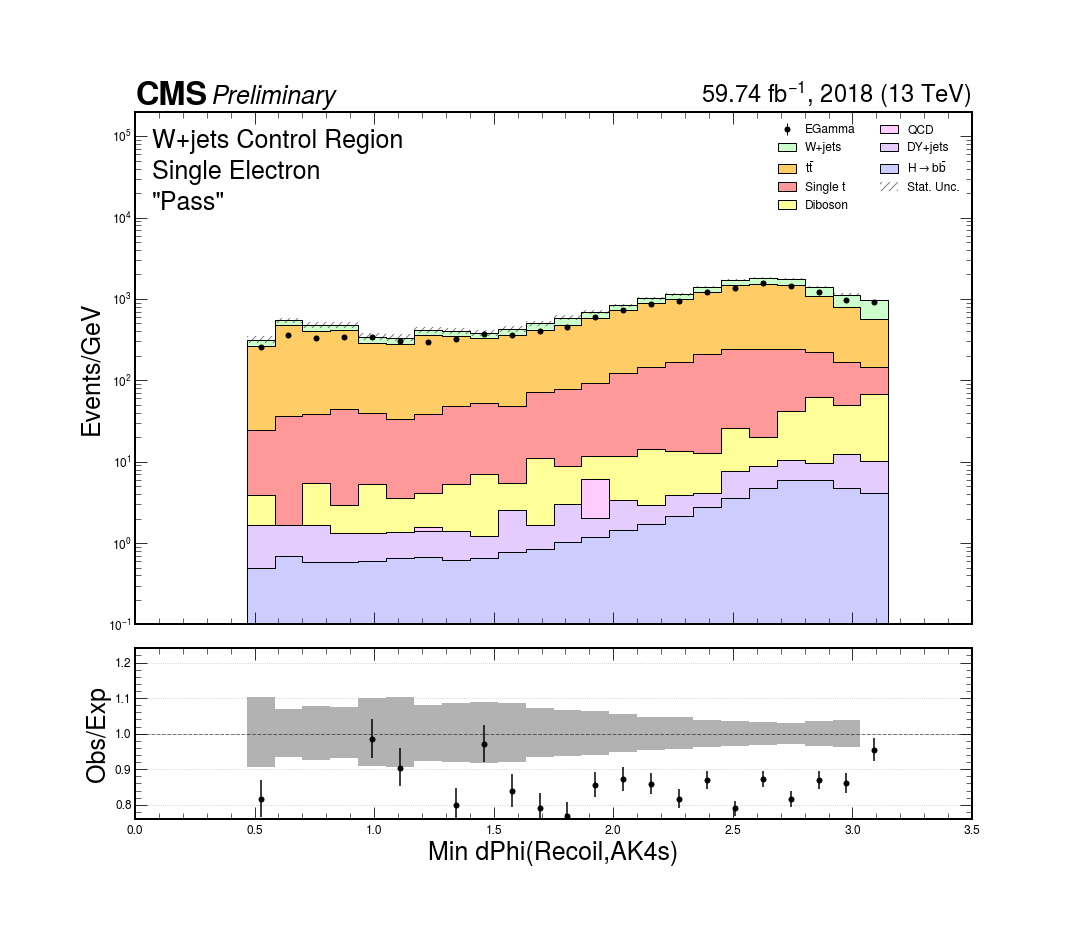 CMS Preliminary
59.74 fb⁻¹, 2018 (13 TeV)
W+jets Control Region
Single Electron
"Pass"
EGamma
W+jets
tt̄
Single t
Diboson
QCD
DY+jets
H→bb̄
Stat. Unc.
Events/GeV
10⁵
10⁴
10³
10²
10¹
10⁰
10⁻¹
Obs/Exp
1.2
1.1
1.0
0.9
0.8
0.0 0.5 1.0 1.5 2.0 2.5 3.0 3.5
Min dPhi(Recoil,AK4s)